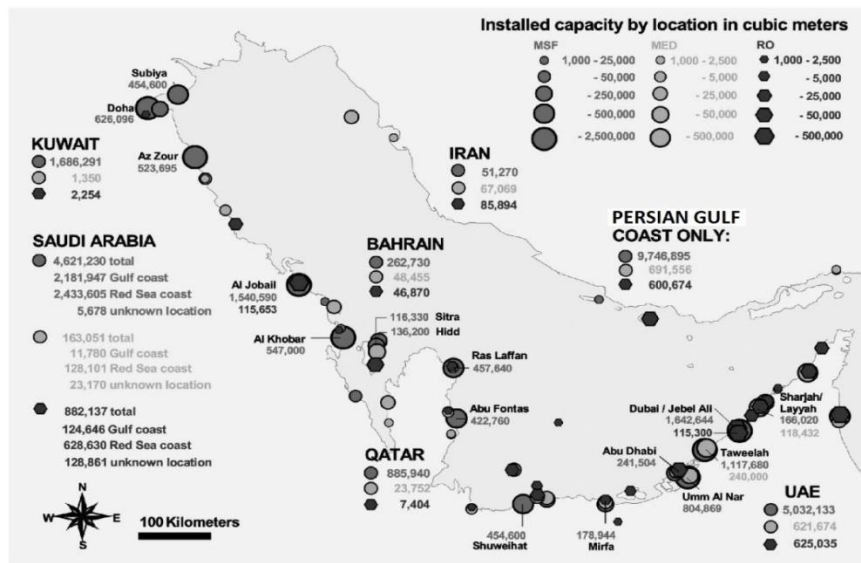 Installed capacity by location in cubic meters
MSF
1,000 - 25,000
- 50,000
- 250,000
- 500,000
- 2,500,000
MED
1,000 - 2,500
- 5,000
- 25,000
- 50,000
- 500,000
RO
1,000 - 2,500
- 5,000
- 25,000
- 50,000
- 500,000
Subiya
454,600
Doha
626,096
KUWAIT
1,686,291
1,350
2,254
Az Zour
523,695
IRAN
51,270
67,069
85,894
PERSIAN GULF
COAST ONLY:
9,746,895
691,556
600,674
SAUDI ARABIA
4,621,230 total
2,181,947 Gulf coast
2,433,605 Red Sea coast
5,678 unknown location
163,051 total
11,780 Gulf coast
128,101 Red Sea coast
23,170 unknown location
882,137 total
124,646 Gulf coast
628,630 Red Sea coast
128,861 unknown location
BAHRAIN
262,730
48,455
46,870
Al Jobail
1,540,590
115,653
116,330 Sitra
136,200 Hidd
Al Khobar
547,000
Ras Laffan
457,640
Abu Fontas
422,760
QATAR
885,940
23,752
7,404
Dubai / Jebel Ali
1,642,644
115,300
Sharjah/
Layyah
166,020
118,432
Abu Dhabi
241,504
Taweelah
1,117,680
240,000
Umm Al Nar
804,869
UAE
5,032,133
621,674
625,035
454,600
Shuweihat
178,944
Mirfa
N
W E
S
100 Kilometers